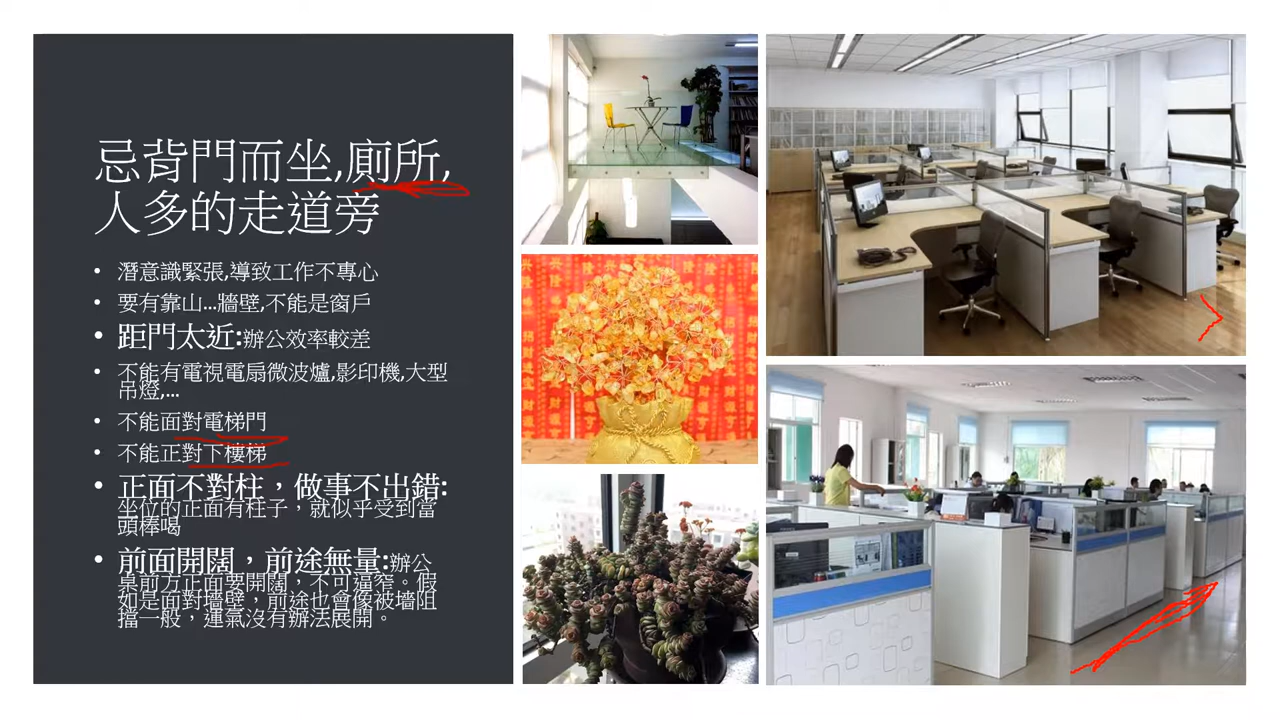 忌背門而坐,廁所,
人多的走道旁
• 潛意識緊張,導致工作不專心
• 要有靠山...牆壁,不能是窗戶
• 距門太近:辦公效率較差
• 不能有電視電扇微波爐,影印機,大型
吊燈,...
• 不能面對電梯門
• 不能正對下樓梯
• 正面不對柱，做事不出錯:
坐位的正面有柱子，就似乎受到當
頭棒喝
• 前面開闊，前途無量:辦公
桌前方正面要開闊，不可逼窄。假
如是面對墻壁，前途也會像被墻阻
擋一般，運氣沒有辦法展開。